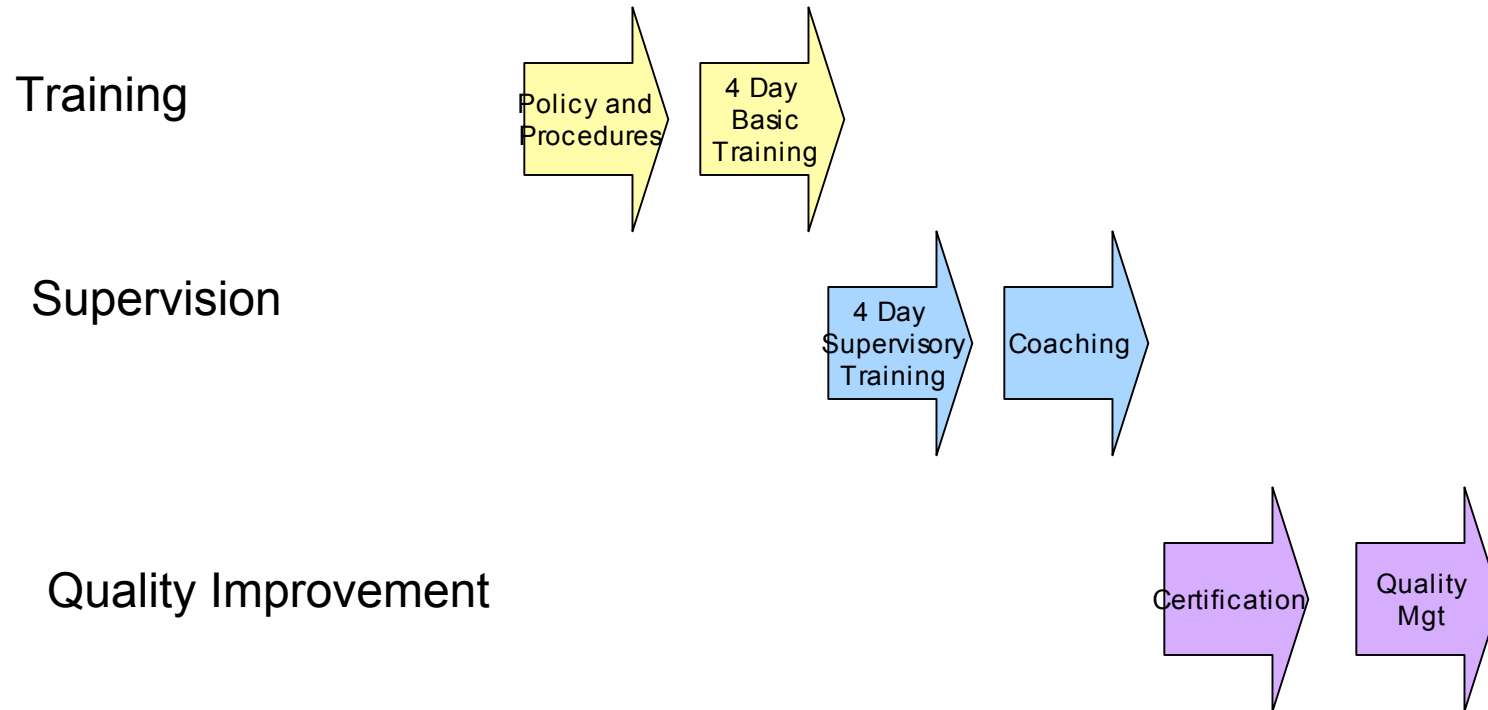 Training
Policy and
Procedures
4 Day
Basic
Training
Supervision
4 Day
Supervisory
Training
Coaching
Quality Improvement
Certification
Quality
Mgt